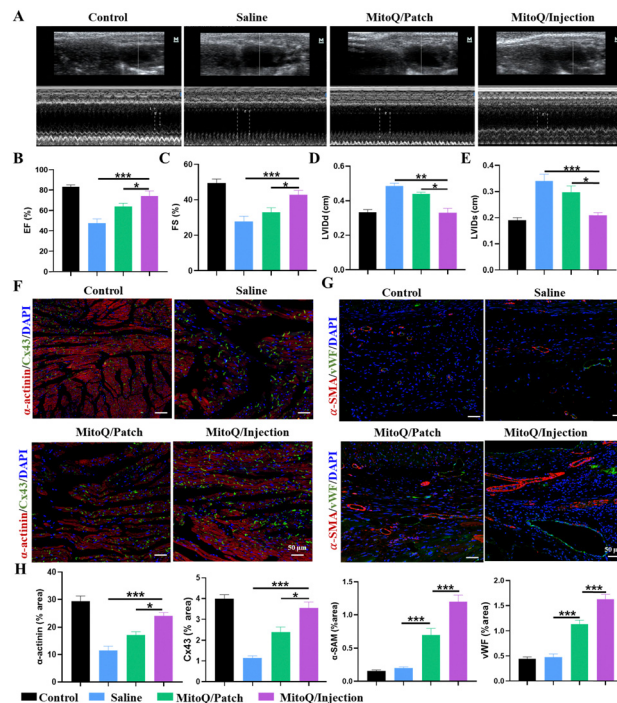 A
Control
Saline
MitoQ/Patch
MitoQ/Injection
B
EF (%)
100
80
60
40
20
0
***
*
C
FS (%)
60
40
20
0
***
*
D
LVIDd (cm)
0.6
0.4
0.2
0.0
**
*
E
LVIDs (cm)
0.4
0.3
0.2
0.1
0.0
***
*
F
Control
Saline
α-actinin/Cx43/DAPI
MitoQ/Patch
MitoQ/Injection
α-actinin/Cx43/DAPI
50 μm
G
Control
Saline
α-SMA/vWF/DAPI
MitoQ/Patch
MitoQ/Injection
α-SMA/vWF/DAPI
50 μm
H
α-actinin (% area)
40
30
20
10
0
***
*
Cx43 (% area)
5
4
3
2
1
0
***
*
α-SAM (%area)
1.5
1.0
0.5
0.0
***
***
vWF (%area)
2.0
1.5
1.0
0.5
0.0
***
***
Control
Saline
MitoQ/Patch
MitoQ/Injection